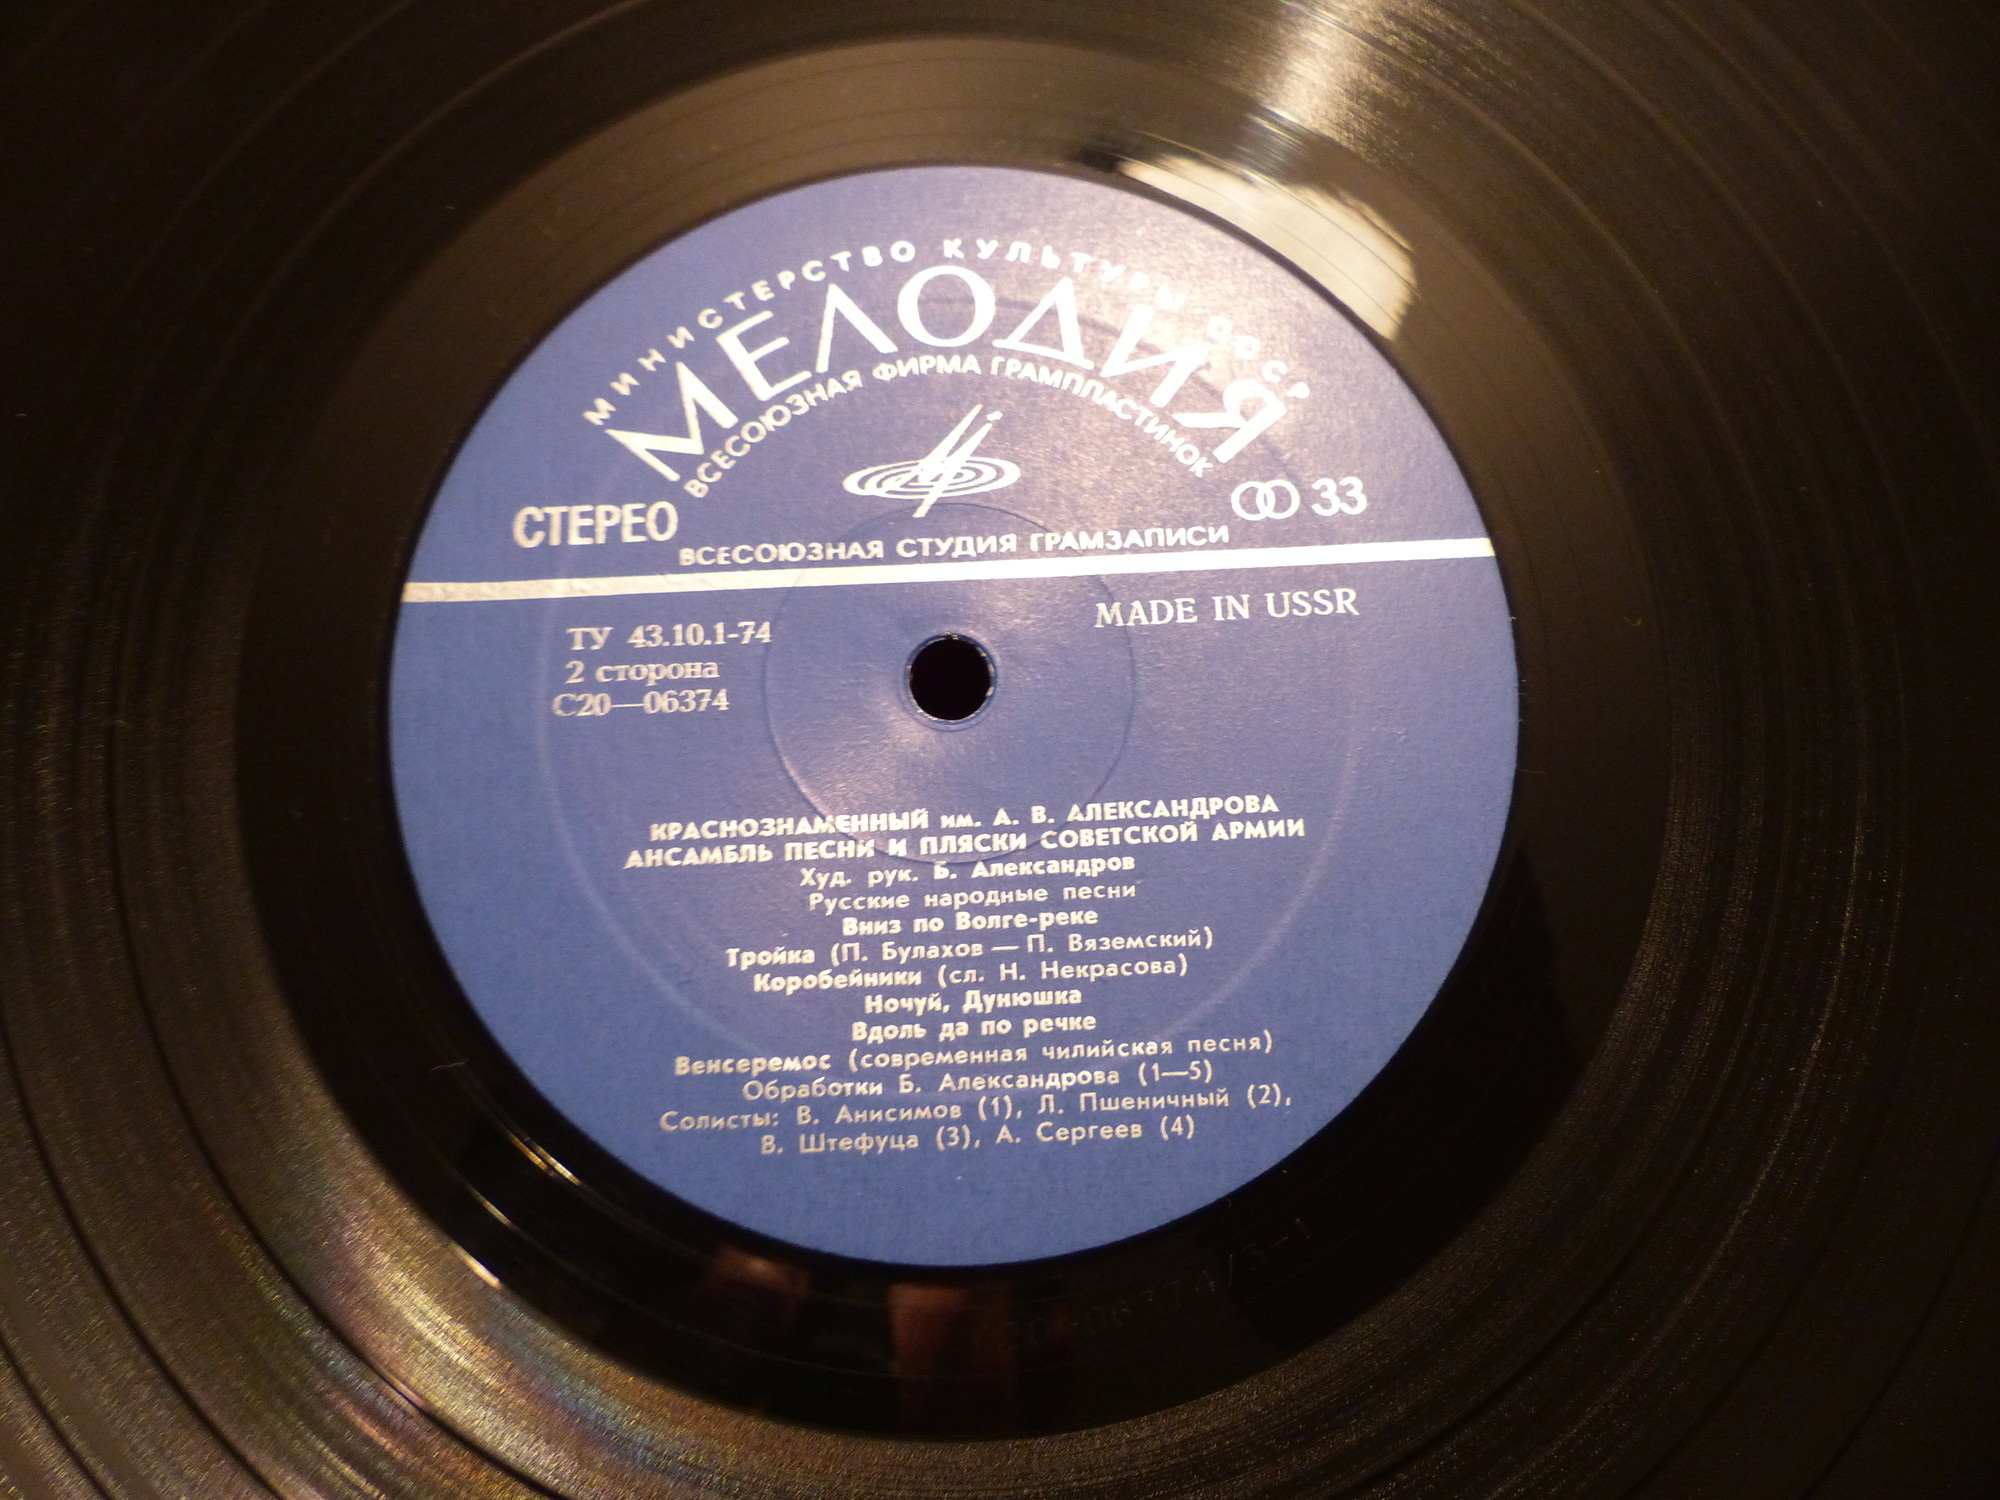 МИНИСТЕРСТВО КУЛЬТУРЫ СССР
МЕЛОДИЯ
ВСЕСОЮЗНАЯ ФИРМА ГРАМПЛАСТИНОК
СТЕРЕО
33
ВСЕСОЮЗНАЯ СТУДИЯ ГРАМЗАПИСИ
MADE IN USSR
ТУ 43.10.1-74
2 сторона
С20—06374
КРАСНОЗНАМЕННЫЙ им. А. В. АЛЕКСАНДРОВА
АНСАМБЛЬ ПЕСНИ И ПЛЯСКИ СОВЕТСКОЙ АРМИИ
Худ. рук. Б. Александров
Русские народные песни
Вниз по Волге-реке
Тройка (П. Булахов — П. Вяземский)
Коробейники (сл. Н. Некрасова)
Ночуй, Дунюшка
Вдоль да по речке
Венсеремос (современная чилийская песня)
Обработки Б. Александрова (1—5)
Солисты: В. Анисимов (1), Л. Пшеничный (2),
В. Штефуца (3), А. Сергеев (4)